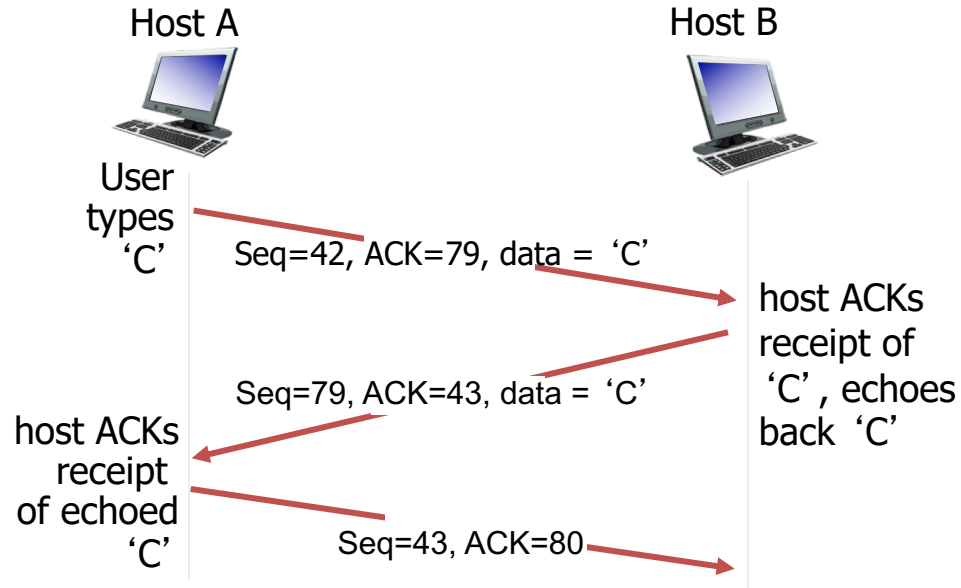 Host A
Host B
User
types
‘C’
Seq=42, ACK=79, data = ‘C’
host ACKs
receipt of
‘C’, echoes
back ‘C’
Seq=79, ACK=43, data = ‘C’
host ACKs
receipt
of echoed
‘C’
Seq=43, ACK=80